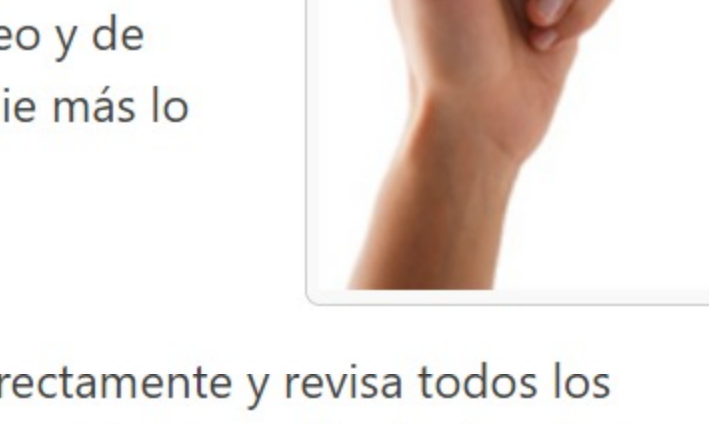 eo y de
ie más lo
rectamente y revisa todos los